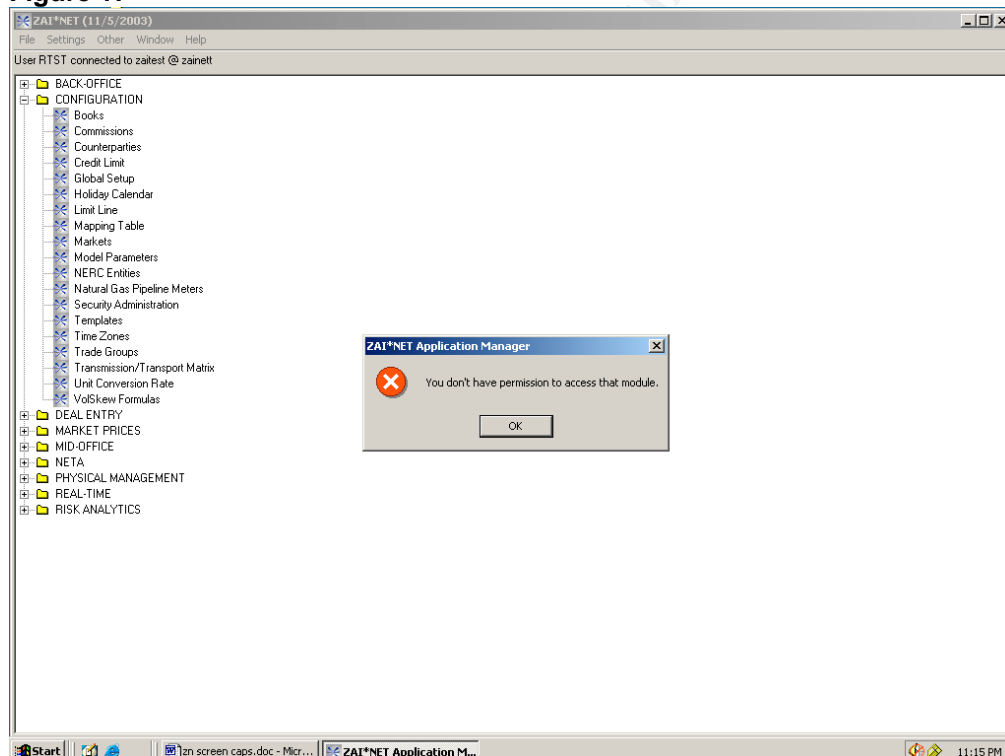 ZAI*NET (11/5/2003)
File Settings Other Window Help
User RTST connected to zaitest @ zainett
BACK-OFFICE
CONFIGURATION
Books
Commissions
Counterparties
Credit Limit
Global Setup
Holiday Calendar
Limit Line
Mapping Table
Markets
Model Parameters
NERC Entities
Natural Gas Pipeline Meters
Security Administration
Templates
Time Zones
Trade Groups
Transmission/Transport Matrix
Unit Conversion Rate
VolSkew Formulas
DEAL ENTRY
MARKET PRICES
MID-OFFICE
NETA
PHYSICAL MANAGEMENT
REAL-TIME
RISK ANALYTICS
ZAI*NET Application Manager
You don't have permission to access that module.
OK
Start
zn screen caps.doc - Micr...
ZAI*NET Application M...
11:15 PM